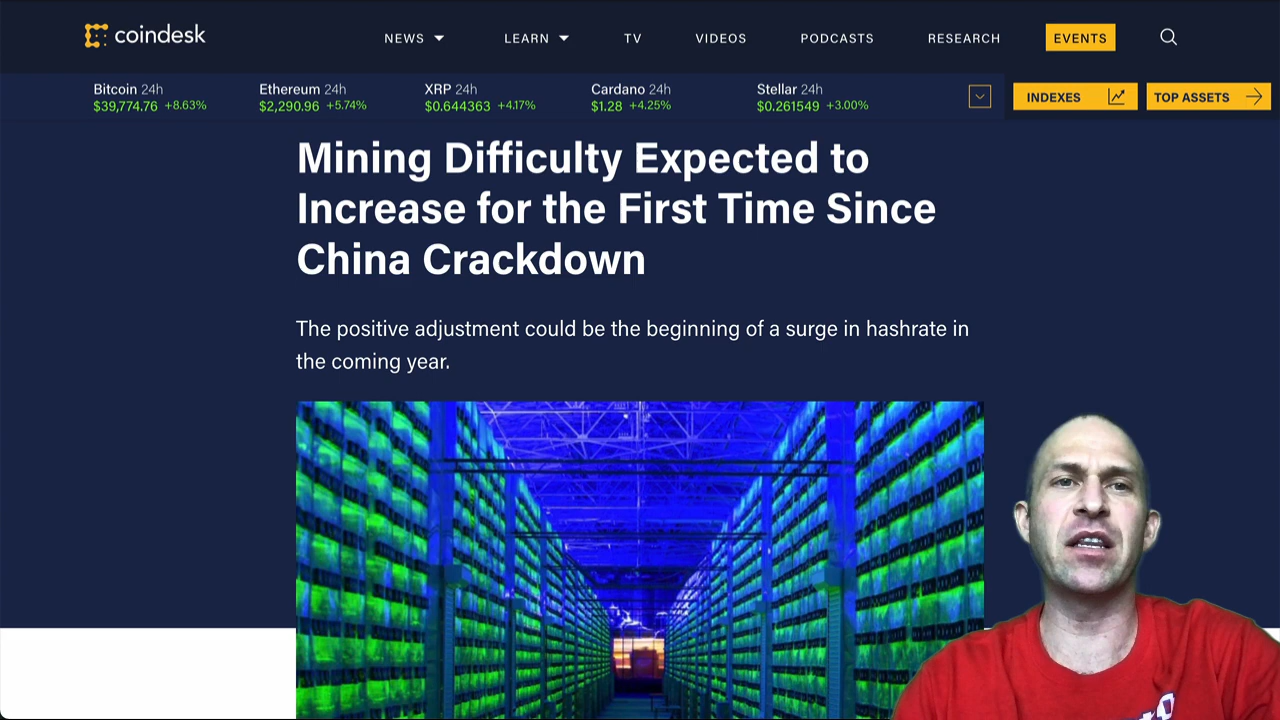 coindesk
NEWS LEARN TV VIDEOS PODCASTS RESEARCH EVENTS
Bitcoin 24h Ethereum 24h XRP 24h Cardano 24h Stellar 24h
$39,774.76 +8.63% $2,290.96 +5.74% $0.644363 +4.17% $1.28 +4.25% $0.261549 +3.00%
INDEXES TOP ASSETS
Mining Difficulty Expected to
Increase for the First Time Since
China Crackdown
The positive adjustment could be the beginning of a surge in hashrate in
the coming year.